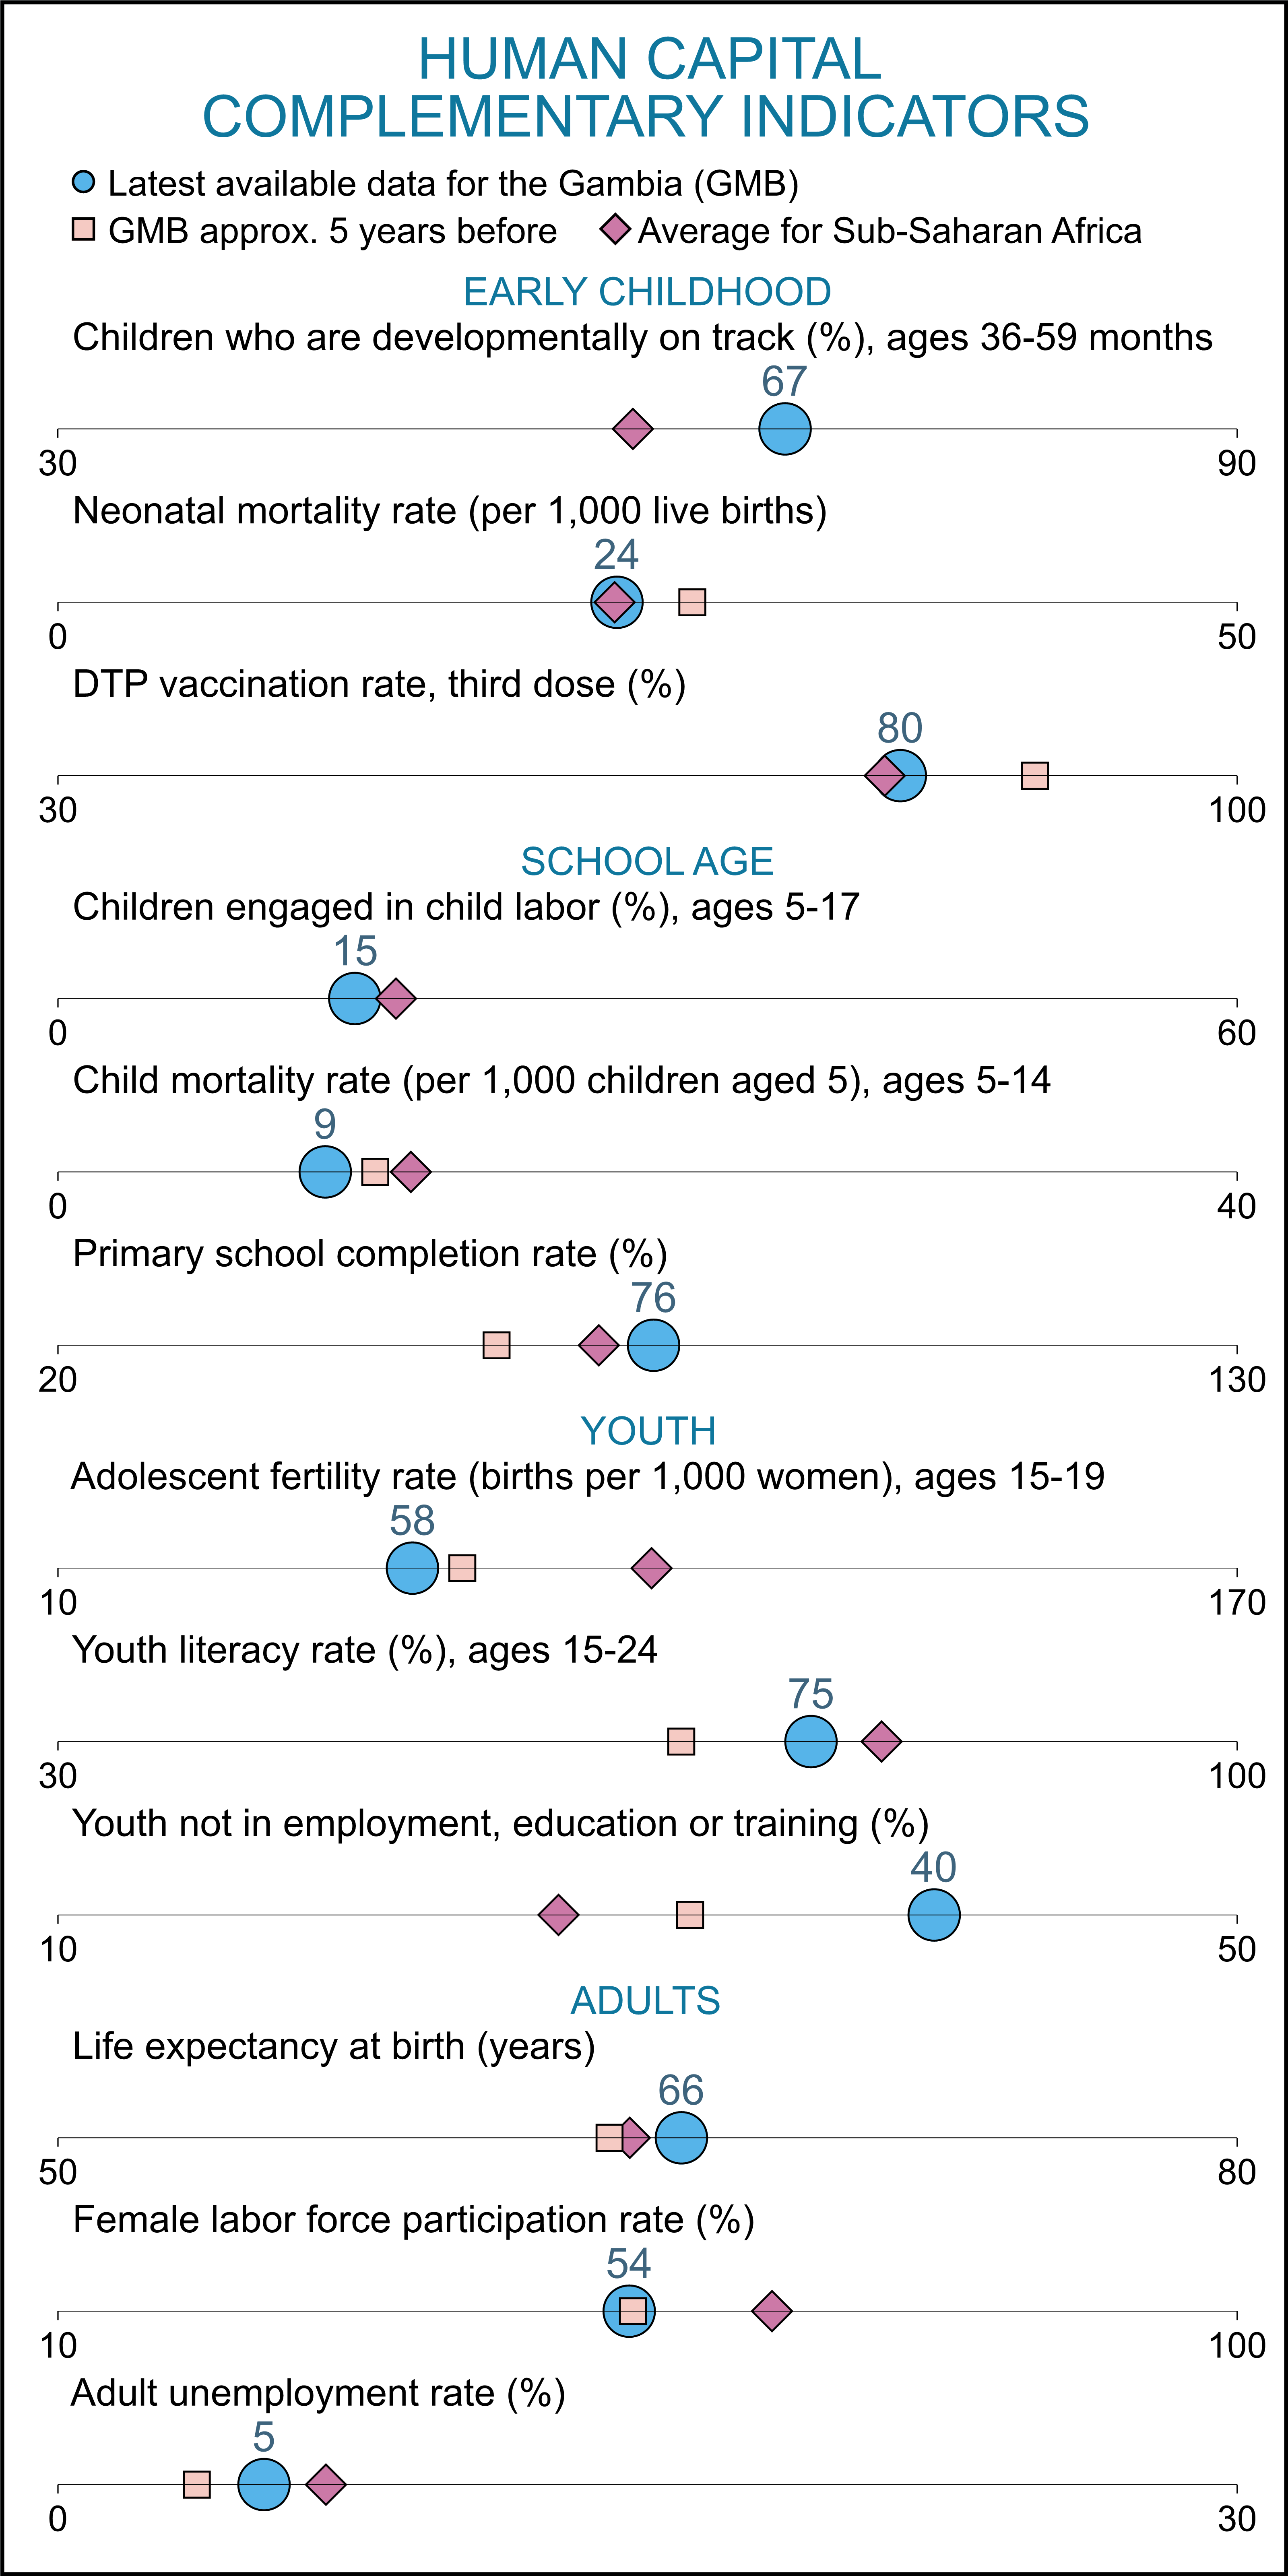 HUMAN CAPITAL
COMPLEMENTARY INDICATORS
Latest available data for the Gambia (GMB)
GMB approx. 5 years before Average for Sub-Saharan Africa
EARLY CHILDHOOD
Children who are developmentally on track (%), ages 36-59 months
67
30 90
Neonatal mortality rate (per 1,000 live births)
24
0 50
DTP vaccination rate, third dose (%)
80
30 100
SCHOOL AGE
Children engaged in child labor (%), ages 5-17
15
0 60
Child mortality rate (per 1,000 children aged 5), ages 5-14
9
0 40
Primary school completion rate (%)
76
20 130
YOUTH
Adolescent fertility rate (births per 1,000 women), ages 15-19
58
10 170
Youth literacy rate (%), ages 15-24
75
30 100
Youth not in employment, education or training (%)
40
10 50
ADULTS
Life expectancy at birth (years)
66
50 80
Female labor force participation rate (%)
54
10 100
Adult unemployment rate (%)
5
0 30